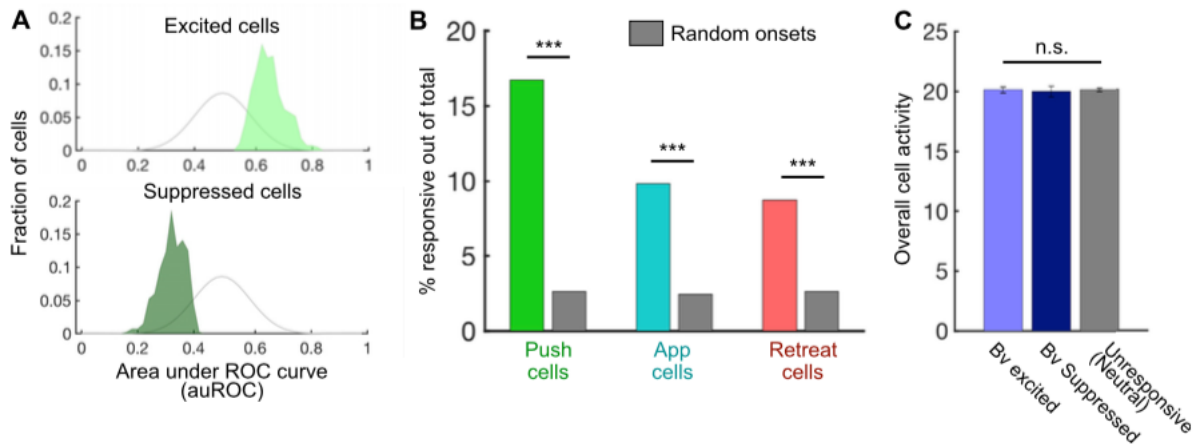 A
Excited cells
0.2
0.15
0.1
0.05
0
0 0.2 0.4 0.6 0.8 1
Suppressed cells
0.2
0.15
0.1
0.05
0
0 0.2 0.4 0.6 0.8 1
Fraction of cells
Area under ROC curve
(auROC)
B
Random onsets
20
15
10
5
0
% responsive out of total
***
***
***
Push
cells
App
cells
Retreat
cells
C
25
20
15
10
5
0
Overall cell activity
n.s.
Bv excited
Bv Suppressed
Unresponsive
(Neutral)